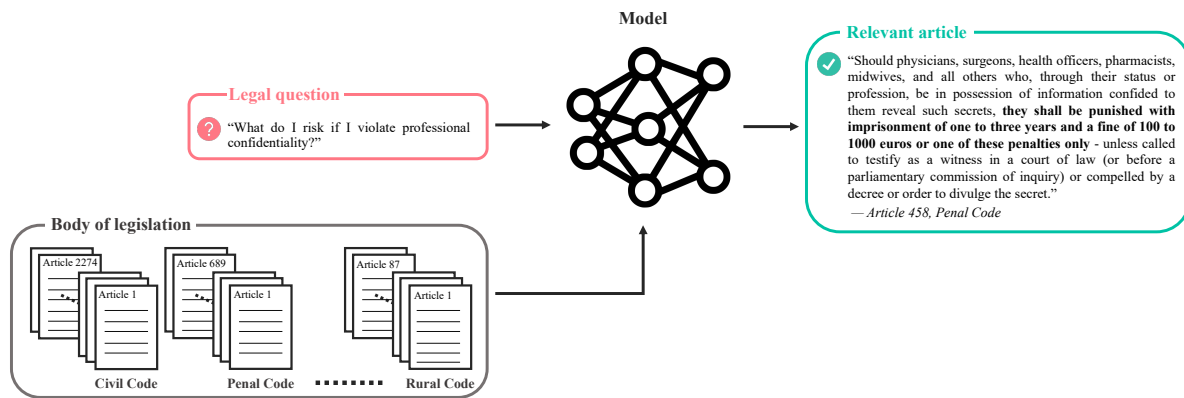 Model
Legal question
?
“What do I risk if I violate professional
confidentiality?”
Body of legislation
Article 2274
Article 1
Civil Code
Article 689
Article 1
Penal Code
Article 87
Article 1
Rural Code
Relevant article
“Should physicians, surgeons, health officers, pharmacists,
midwives, and all others who, through their status or
profession, be in possession of information confided to
them reveal such secrets, they shall be punished with
imprisonment of one to three years and a fine of 100 to
1000 euros or one of these penalties only - unless called
to testify as a witness in a court of law (or before a
parliamentary commission of inquiry) or compelled by a
decree or order to divulge the secret.”
— Article 458, Penal Code